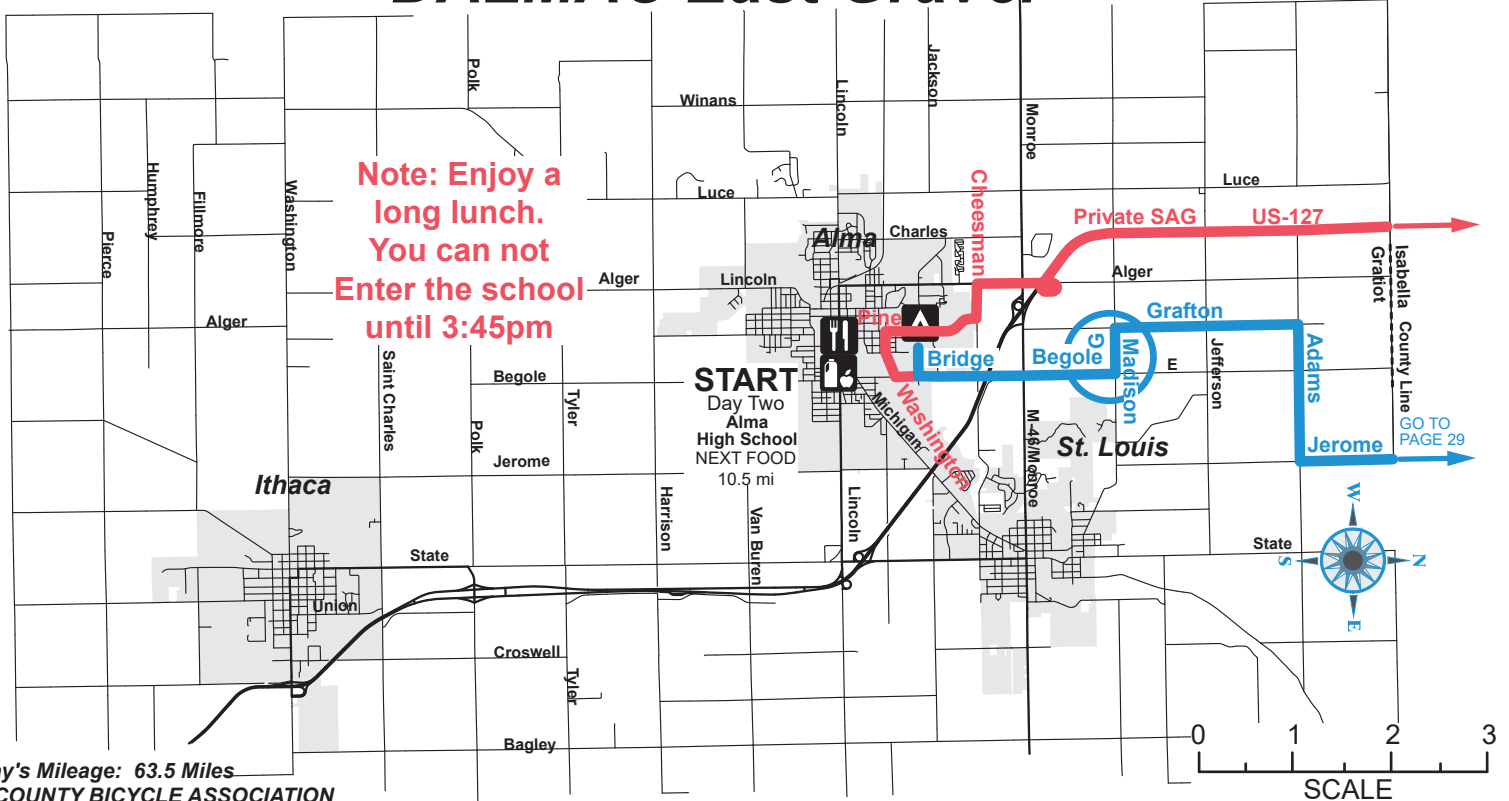 DALMAC East Gravel
Polk
Jackson
Lincoln
Winans
Monroe
Note: Enjoy a
long lunch.
You can not
Enter the school
until 3:45pm
Humphrey
Fillmore
Washington
Pierce
Luce
Cheesman
Luce
Private SAG
US-127
Alma
Charles
Isabella
Gratiot
County Line
Alger
Lincoln
Alger
Alger
Pine
Grafton
Bridge
Begole
G
Madison
E
Jefferson
Adams
Saint Charles
Begole
Tyler
Polk
START
Day Two
Alma
High School
NEXT FOOD
10.5 mi
Michigan
Washington
M-46/Monroe
St. Louis
GO TO
PAGE 29
Jerome
Jerome
Ithaca
Harrison
Van Buren
Lincoln
W
S
N
E
State
State
Union
Croswell
Tyler
Bagley
0 1 2 3
SCALE
y's Mileage: 63.5 Miles
COUNTY BICYCLE ASSOCIATION